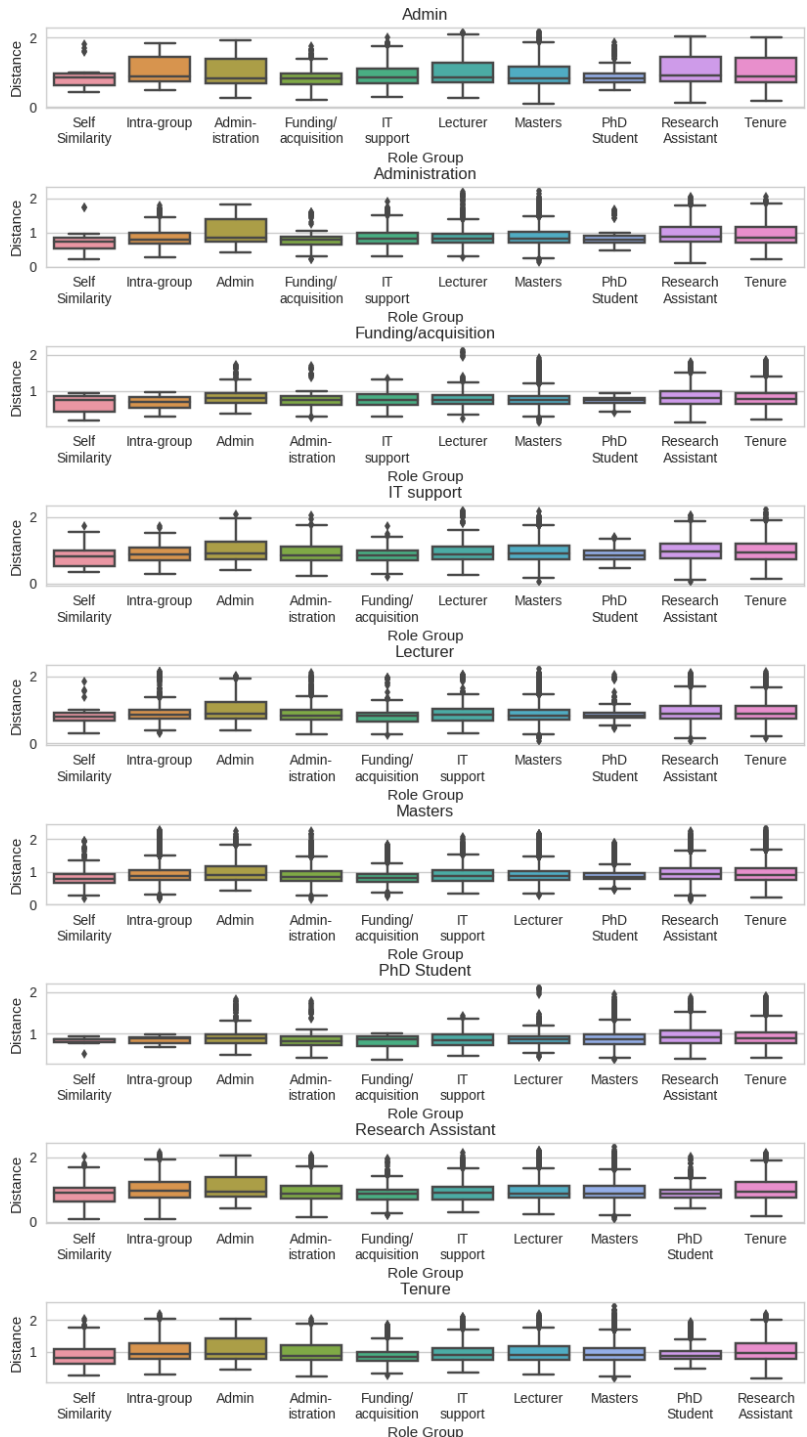 Admin
Distance
2
1
0
Self Intra-group Admin- Funding/ IT Lecturer Masters PhD Research Tenure
Similarity istration acquisition support Student Assistant
Role Group
Administration
Distance
2
1
0
Self Intra-group Admin Funding/ IT Lecturer Masters PhD Research Tenure
Similarity acquisition support Student Assistant
Role Group
Funding/acquisition
Distance
2
1
Self Intra-group Admin Admin- IT Lecturer Masters PhD Research Tenure
Similarity istration support Student Assistant
Role Group
IT support
Distance
2
1
0
Self Intra-group Admin Admin- Funding/ Lecturer Masters PhD Research Tenure
Similarity istration acquisition Student Assistant
Role Group
Lecturer
Distance
2
1
0
Self Intra-group Admin Admin- Funding/ IT Masters PhD Research Tenure
Similarity istration acquisition support Student Assistant
Role Group
Masters
Distance
2
1
0
Self Intra-group Admin Admin- Funding/ IT Lecturer PhD Research Tenure
Similarity istration acquisition support Student Assistant
Role Group
PhD Student
Distance
2
1
Self Intra-group Admin Admin- Funding/ IT Lecturer Masters Research Tenure
Similarity istration acquisition support Assistant
Role Group
Research Assistant
Distance
2
1
0
Self Intra-group Admin Admin- Funding/ IT Lecturer Masters PhD Tenure
Similarity istration acquisition support Student
Role Group
Tenure
Distance
2
1
Self Intra-group Admin Admin- Funding/ IT Lecturer Masters PhD Research
Similarity istration acquisition support Student Assistant
Role Group